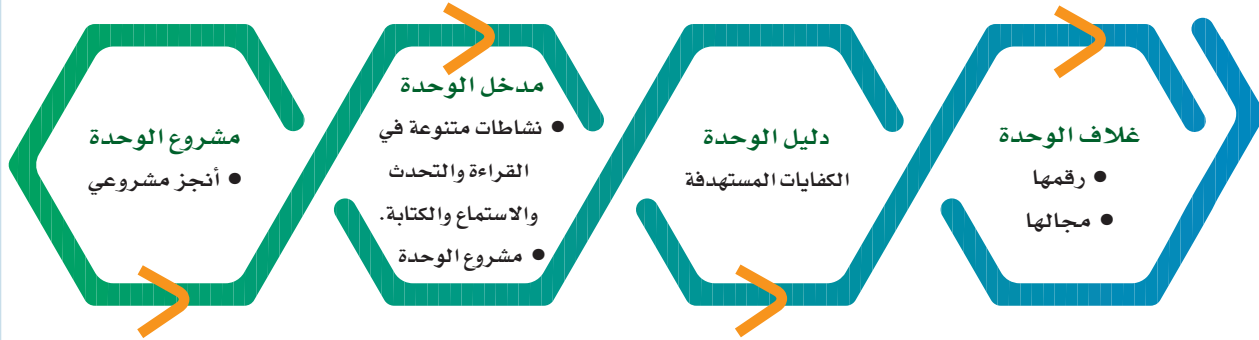 غلاف الوحدة
• رقمها
• مجالها
دليل الوحدة
الكفايات المستهدفة
مدخل الوحدة
• نشاطات متنوعة في
القراءة والتحدث
والاستماع والكتابة.
• مشروع الوحدة
مشروع الوحدة
• أنجز مشروعي